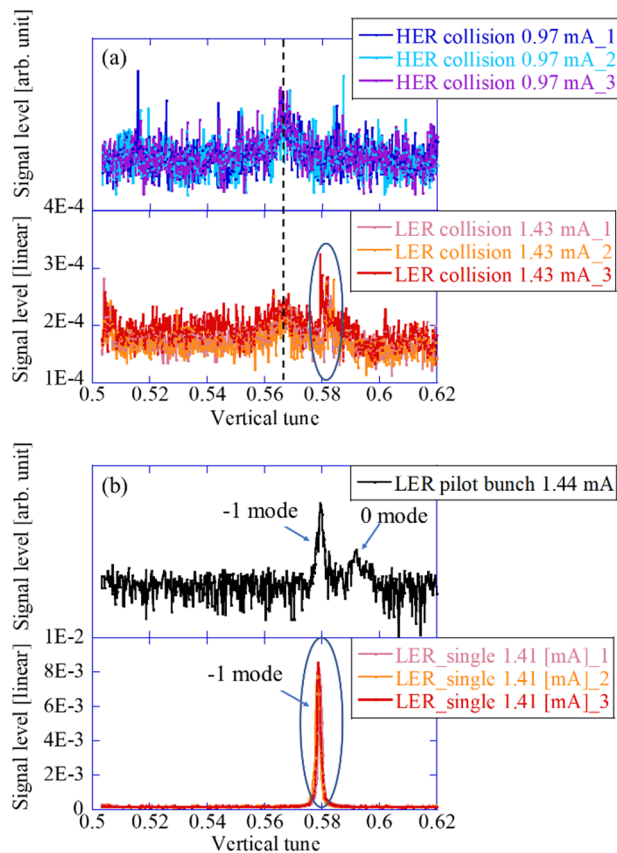 HER collision 0.97 mA_1
HER collision 0.97 mA_2
HER collision 0.97 mA_3
(a)
Signal level [arb. unit]
LER collision 1.43 mA_1
LER collision 1.43 mA_2
LER collision 1.43 mA_3
Signal level [linear]
4E-4
3E-4
2E-4
1E-4
0.5 0.52 0.54 0.56 0.58 0.6 0.62
Vertical tune
(b)
LER pilot bunch 1.44 mA
-1 mode
0 mode
Signal level [arb. unit]
LER_single 1.41 [mA]_1
LER_single 1.41 [mA]_2
LER_single 1.41 [mA]_3
-1 mode
Signal level [linear]
1E-2
8E-3
6E-3
4E-3
2E-3
0
0.5 0.52 0.54 0.56 0.58 0.6 0.62
Vertical tune